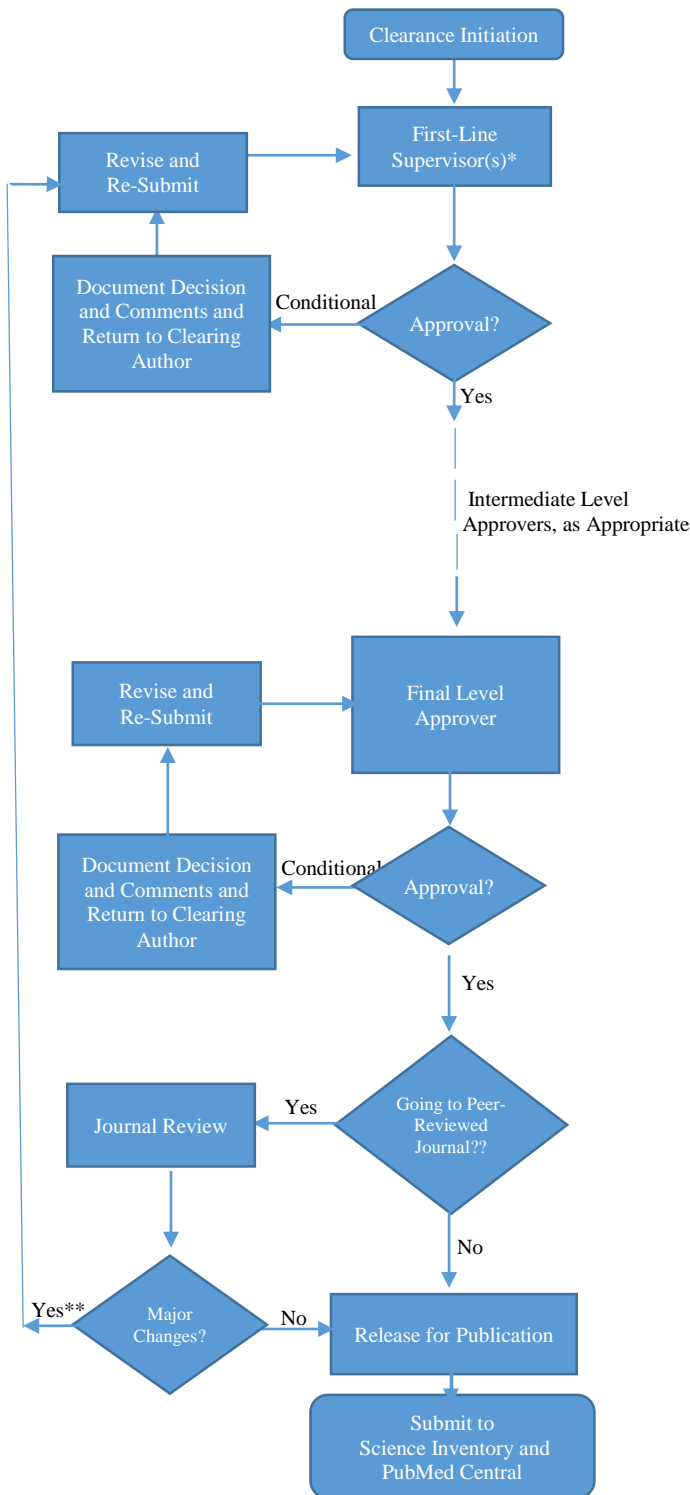 Clearance Initiation
First-Line
Supervisor(s)*
Revise and
Re-Submit
Document Decision
and Comments and
Return to Clearing
Author
Conditional
Approval?
Yes
Intermediate Level
Approvers, as Appropriate
Revise and
Re-Submit
Final Level
Approver
Document Decision
and Comments and
Return to Clearing
Author
Conditional
Approval?
Yes
Journal Review
Yes
Going to Peer-
Reviewed
Journal??
No
Yes**
Major
Changes?
No
Release for Publication
Submit to
Science Inventory and
PubMed Central